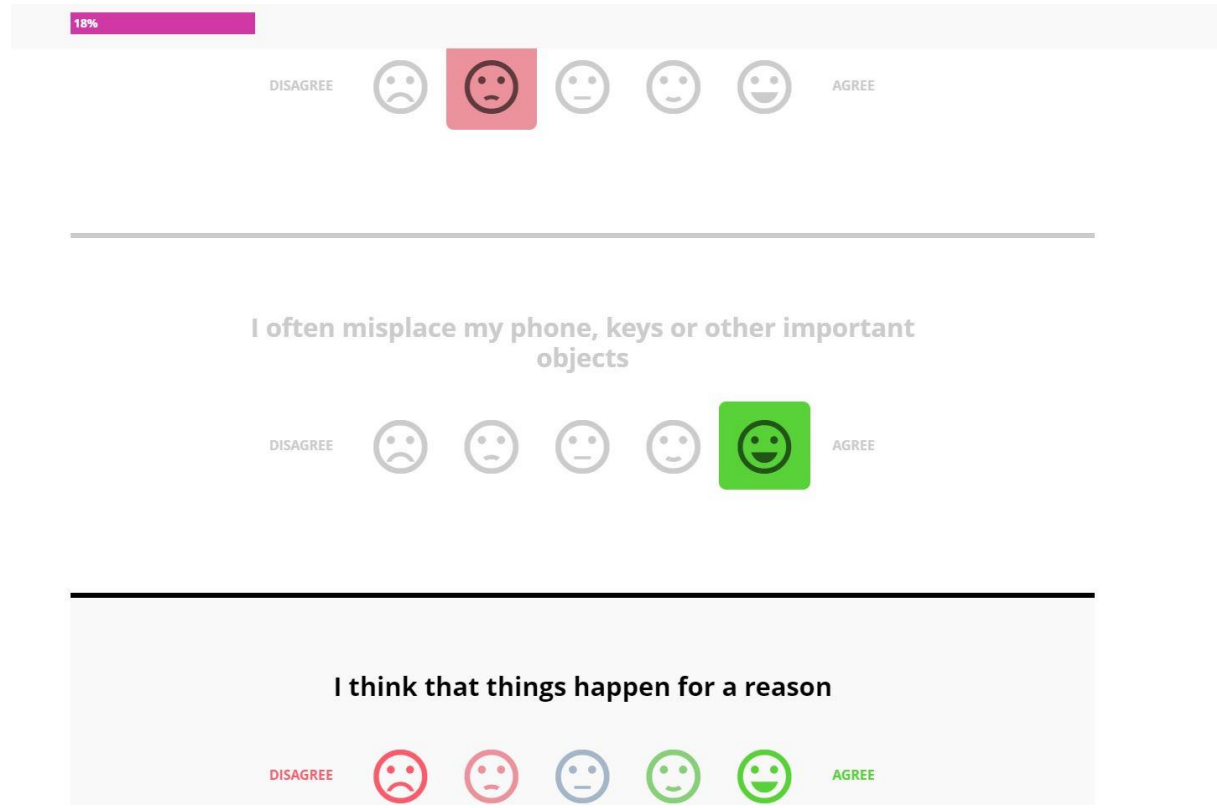 18%
DISAGREE AGREE
I often misplace my phone, keys or other important
objects
DISAGREE AGREE
I think that things happen for a reason
DISAGREE AGREE